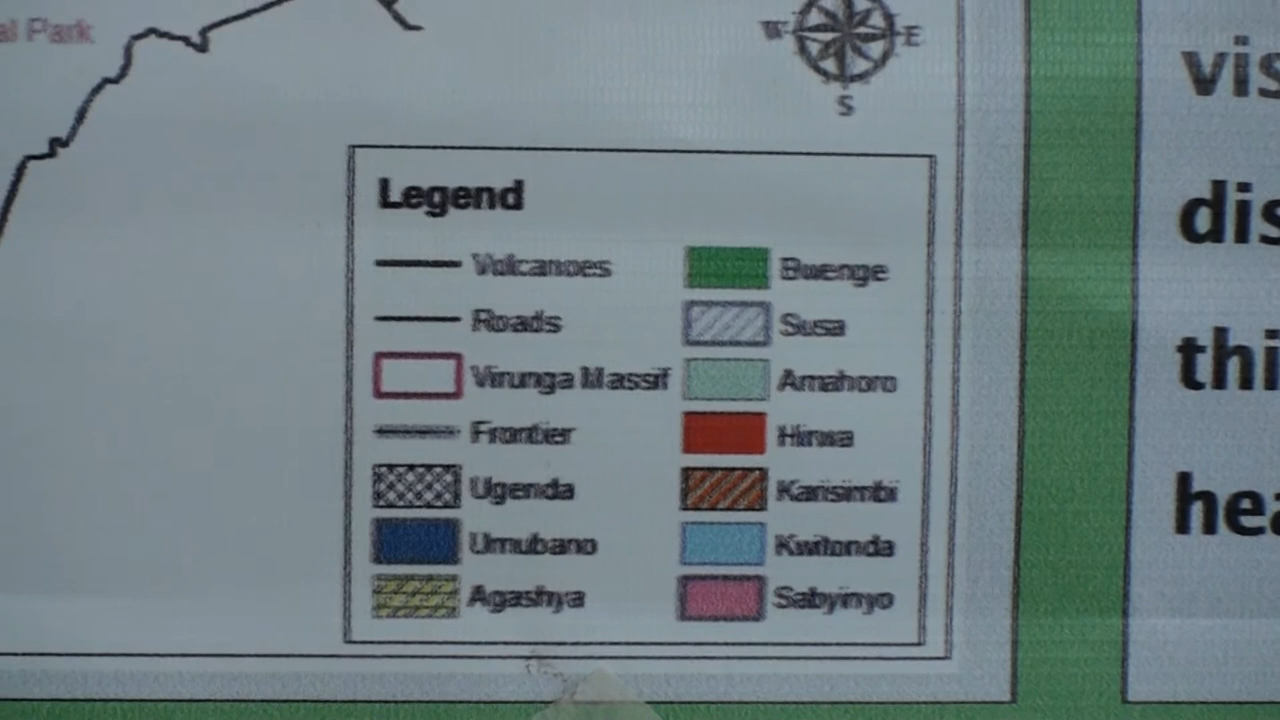 al Park
W E
S
Legend
Volcanoes
Roads
Virunga Massif
Frontier
Ugenda
Umubano
Agashya
Bwenge
Susa
Amahoro
Hirwa
Karisimbi
Kwitonda
Sabyinyo
vis
dis
thi
hea